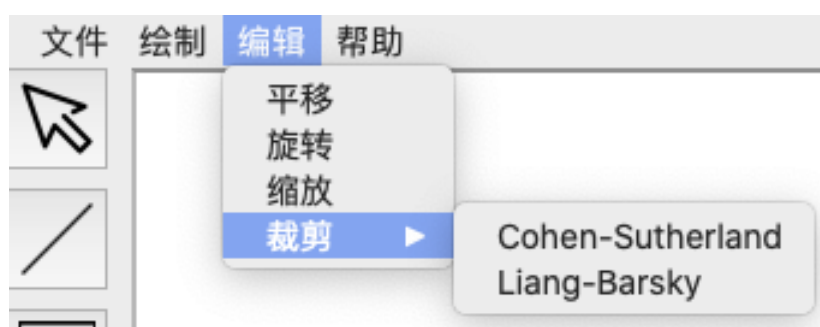 文件 绘制 编辑 帮助
平移
旋转
缩放
裁剪
Cohen-Sutherland
Liang-Barsky